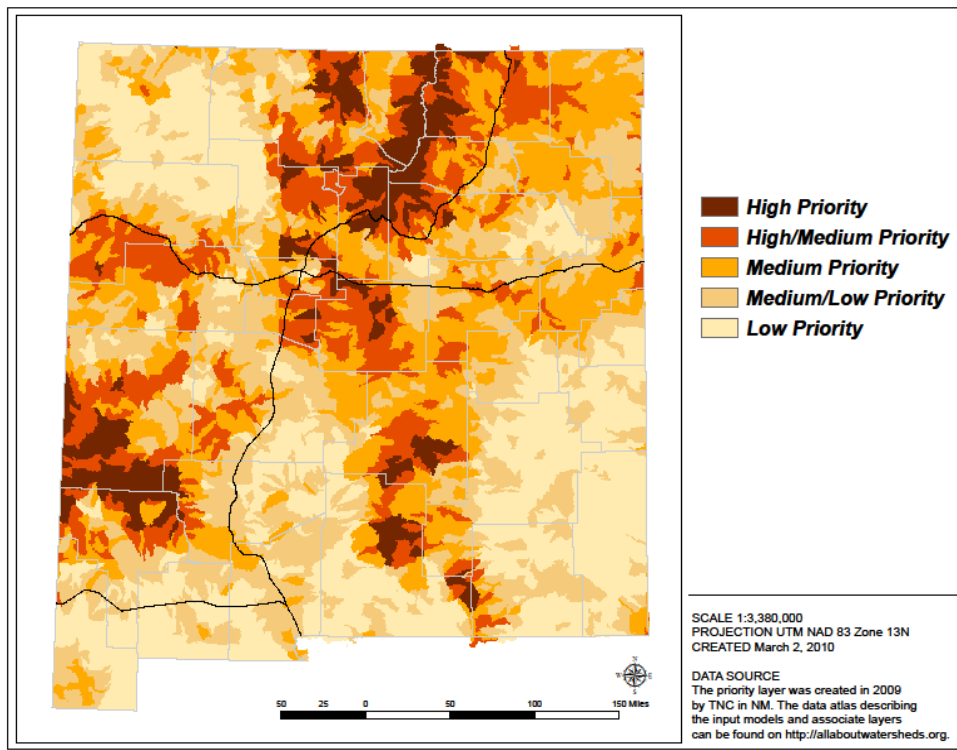 High Priority
High/Medium Priority
Medium Priority
Medium/Low Priority
Low Priority
SCALE 1:3,380,000
PROJECTION UTM NAD 83 Zone 13N
CREATED March 2, 2010
DATA SOURCE
The priority layer was created in 2009
by TNC in NM. The data atlas describing
the input models and associate layers
can be found on http://allaboutwatersheds.org.
N
W E
S
50 25 0 50 100 150 Miles